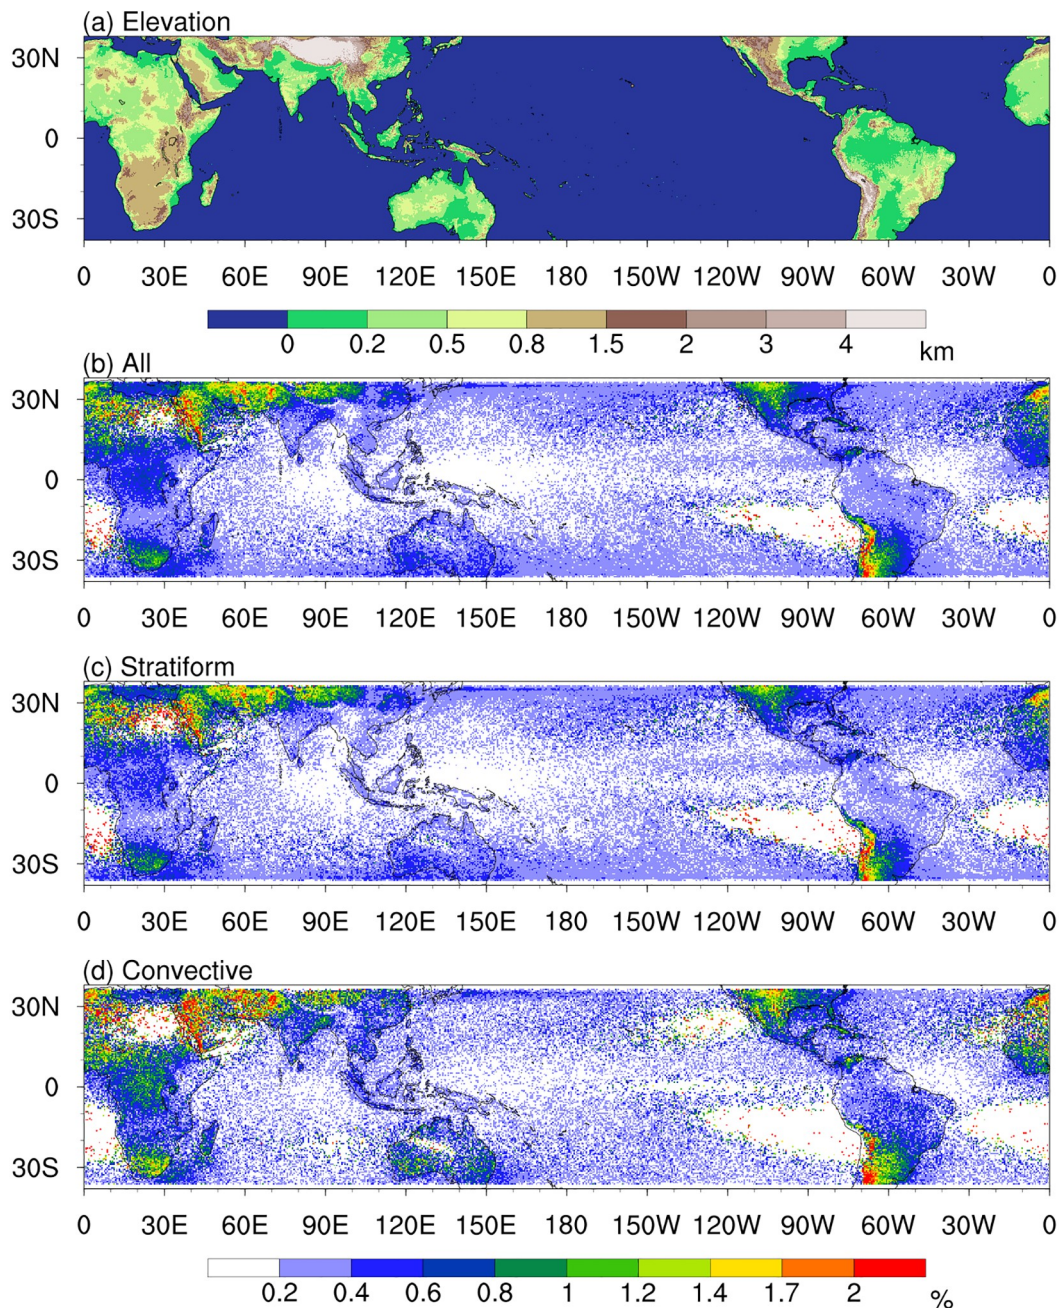 (a) Elevation
30N
0
30S
0 30E 60E 90E 120E 150E 180 150W 120W 90W 60W 30W 0
0 0.2 0.5 0.8 1.5 2 3 4 km
(b) All
30N
0
30S
0 30E 60E 90E 120E 150E 180 150W 120W 90W 60W 30W 0
(c) Stratiform
30N
0
30S
0 30E 60E 90E 120E 150E 180 150W 120W 90W 60W 30W 0
(d) Convective
30N
0
30S
0 30E 60E 90E 120E 150E 180 150W 120W 90W 60W 30W 0
0.2 0.4 0.6 0.8 1 1.2 1.4 1.7 2 %